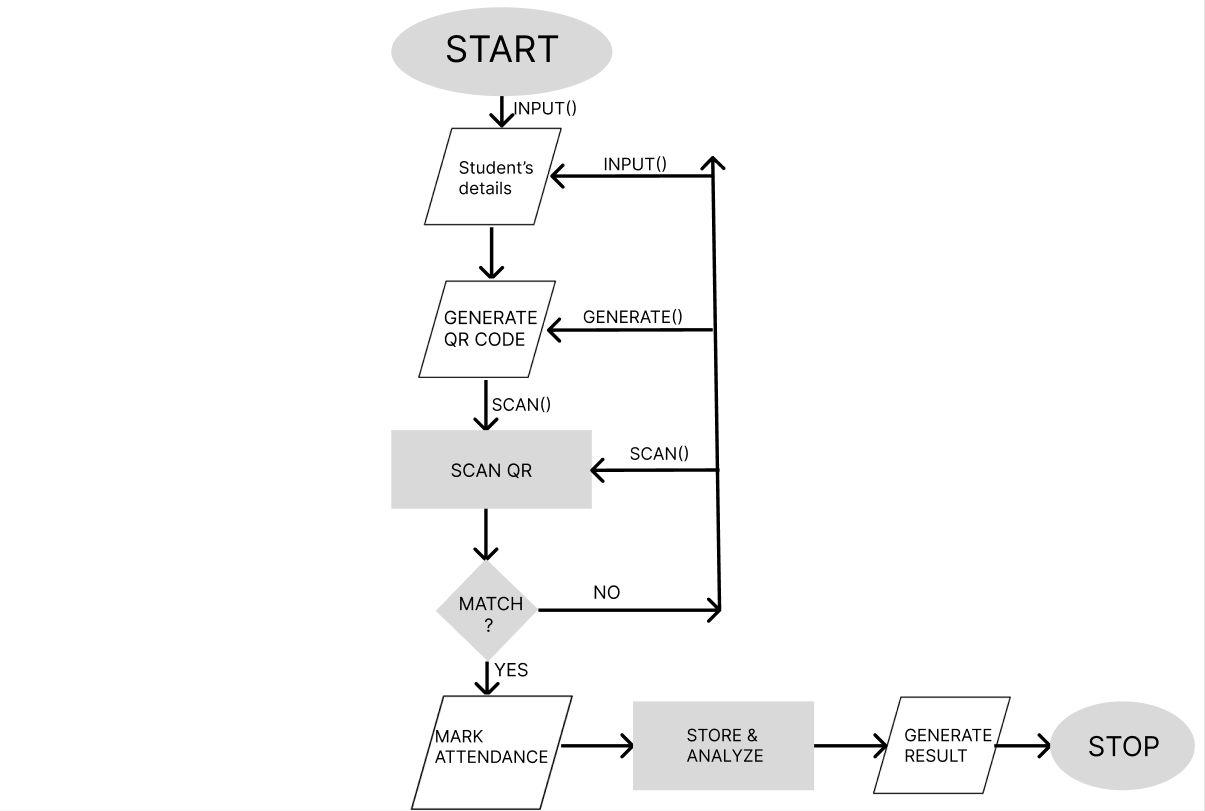 START
INPUT()
Student’s
details
INPUT()
GENERATE
QR CODE
GENERATE()
SCAN()
SCAN QR
SCAN()
MATCH
?
NO
YES
MARK
ATTENDANCE
STORE &
ANALYZE
GENERATE
RESULT
STOP